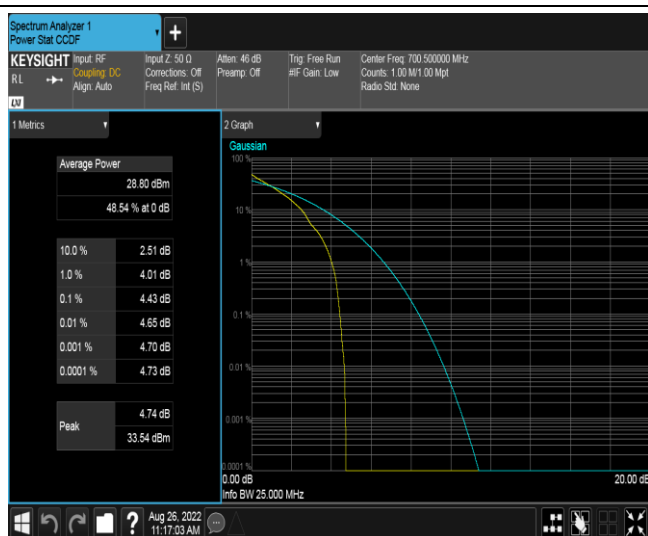 Spectrum Analyzer 1
Power Stat CCDF
+
KEYSIGHT
RL
LXI
Input: RF
Coupling: DC
Align: Auto
Input Z: 50 Ω
Corrections: Off
Freq Ref: Int (S)
Atten: 46 dB
Preamp: Off
Trig: Free Run
#IF Gain: Low
Center Freq: 700.500000 MHz
Counts: 1.00 M/1.00 Mpt
Radio Std: None
1 Metrics
Average Power
28.80 dBm
48.54 % at 0 dB
10.0 % 2.51 dB
1.0 % 4.01 dB
0.1 % 4.43 dB
0.01 % 4.65 dB
0.001 % 4.70 dB
0.0001 % 4.73 dB
Peak
4.74 dB
33.54 dBm
2 Graph
Gaussian
100 %
10 %
1 %
0.1 %
0.01 %
0.001 %
0.0001 %
0.00 dB 20.00 dB
Info BW 25.000 MHz
?
Aug 26, 2022
11:17:03 AM